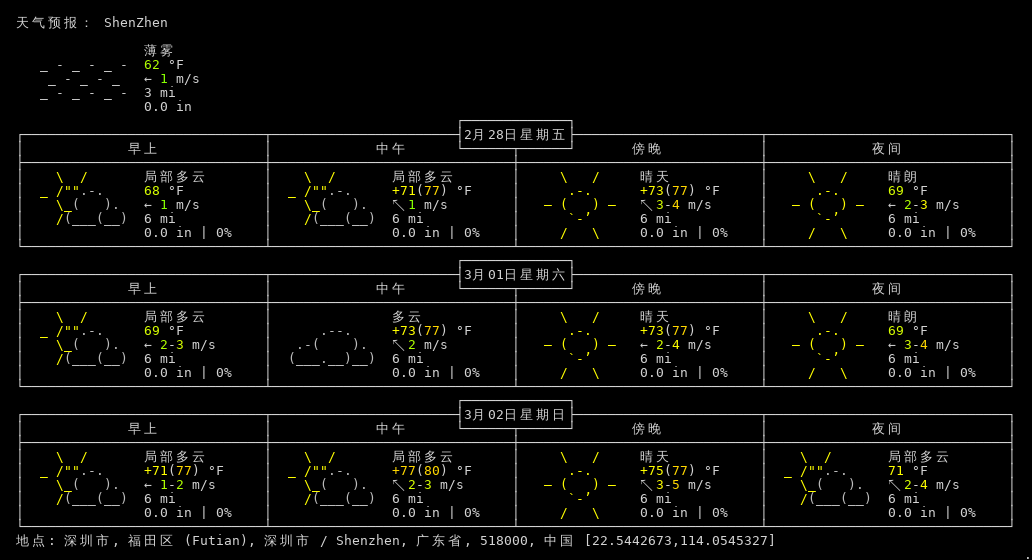 天气预报： ShenZhen
薄雾
62 °F
← 1 m/s
3 mi
0.0 in
2月28日星期五
早上 中午 傍晚 夜间
局部多云 局部多云 晴天 晴朗
68 °F +71(77) °F +73(77) °F 69 °F
← 1 m/s ↖ 1 m/s ↖ 3-4 m/s ← 2-3 m/s
6 mi 6 mi 6 mi 6 mi
0.0 in | 0% 0.0 in | 0% 0.0 in | 0% 0.0 in | 0%
3月01日星期六
早上 中午 傍晚 夜间
局部多云 多云 晴天 晴朗
69 °F +73(77) °F +73(77) °F 69 °F
← 2-3 m/s ↖ 2 m/s ← 2-4 m/s ← 3-4 m/s
6 mi 6 mi 6 mi 6 mi
0.0 in | 0% 0.0 in | 0% 0.0 in | 0% 0.0 in | 0%
3月02日星期日
早上 中午 傍晚 夜间
局部多云 局部多云 晴天 局部多云
+71(77) °F +77(80) °F +75(77) °F 71 °F
← 1-2 m/s ↖ 2-3 m/s ↖ 3-5 m/s ↖ 2-4 m/s
6 mi 6 mi 6 mi 6 mi
0.0 in | 0% 0.0 in | 0% 0.0 in | 0% 0.0 in | 0%
地点: 深圳市, 福田区 (Futian), 深圳市 / Shenzhen, 广东省, 518000, 中国 [22.5442673,114.0545327]